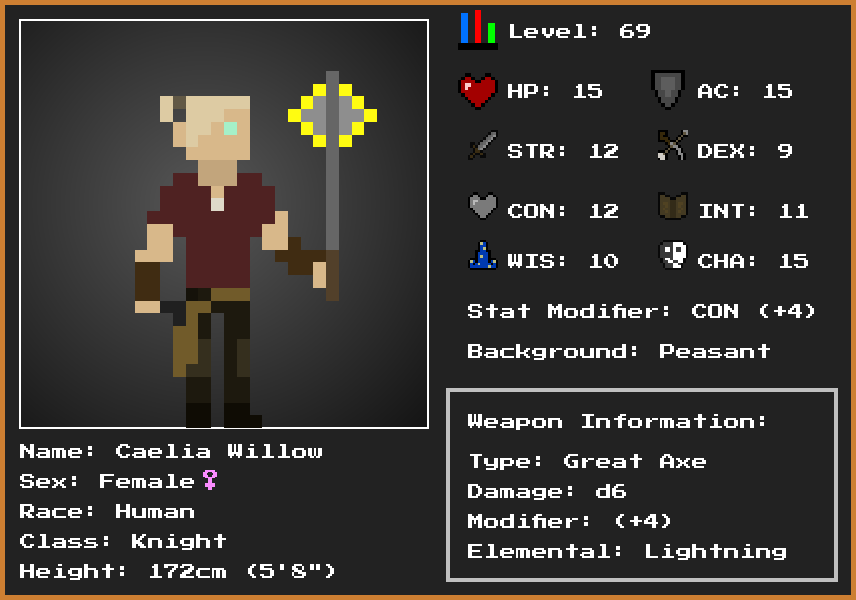 Level: 69
HP: 15 AC: 15
STR: 12 DEX: 9
CON: 12 INT: 11
WIS: 10 CHA: 15
Stat Modifier: CON (+4)
Background: Peasant
Weapon Information:
Type: Great Axe
Damage: d6
Modifier: (+4)
Elemental: Lightning
Name: Caelia Willow
Sex: Female♀
Race: Human
Class: Knight
Height: 172cm (5'8")